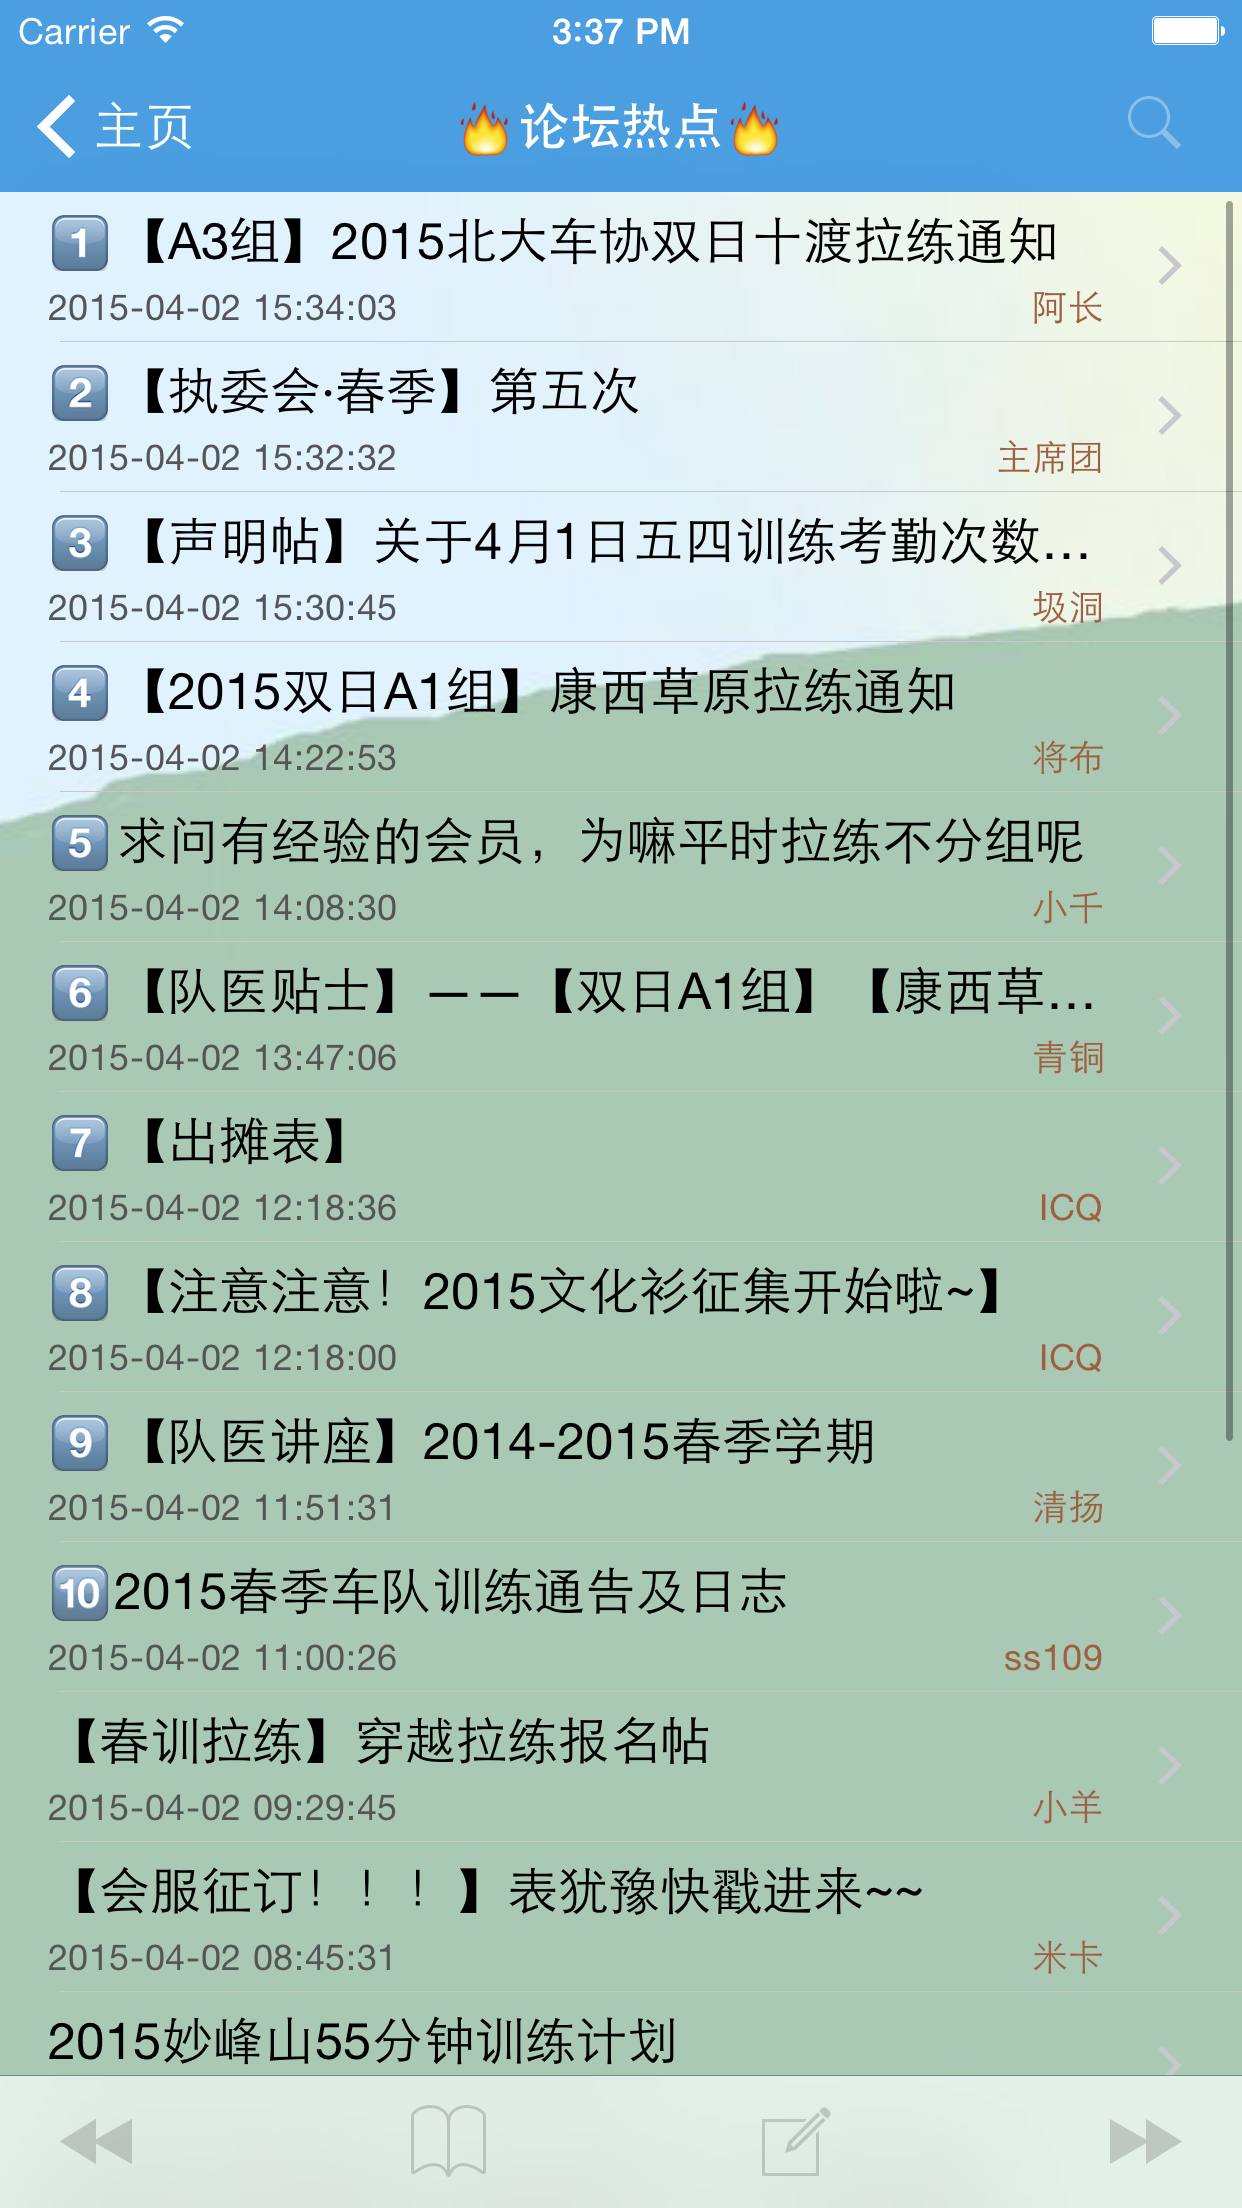 Carrier 3:37 PM
主页 🔥论坛热点🔥
1 【A3组】2015北大车协双日十渡拉练通知
2015-04-02 15:34:03 阿长
2 【执委会·春季】第五次
2015-04-02 15:32:32 主席团
3 【声明帖】关于4月1日五四训练考勤次数...
2015-04-02 15:30:45 圾洞
4 【2015双日A1组】康西草原拉练通知
2015-04-02 14:22:53 将布
5 求问有经验的会员，为嘛平时拉练不分组呢
2015-04-02 14:08:30 小千
6 【队医贴士】——【双日A1组】【康西草...
2015-04-02 13:47:06 青铜
7 【出摊表】
2015-04-02 12:18:36 ICQ
8 【注意注意！2015文化衫征集开始啦~】
2015-04-02 12:18:00 ICQ
9 【队医讲座】2014-2015春季学期
2015-04-02 11:51:31 清扬
10 2015春季车队训练通告及日志
2015-04-02 11:00:26 ss109
【春训拉练】穿越拉练报名帖
2015-04-02 09:29:45 小羊
【会服征订！！！】表犹豫快戳进来~~
2015-04-02 08:45:31 米卡
2015妙峰山55分钟训练计划